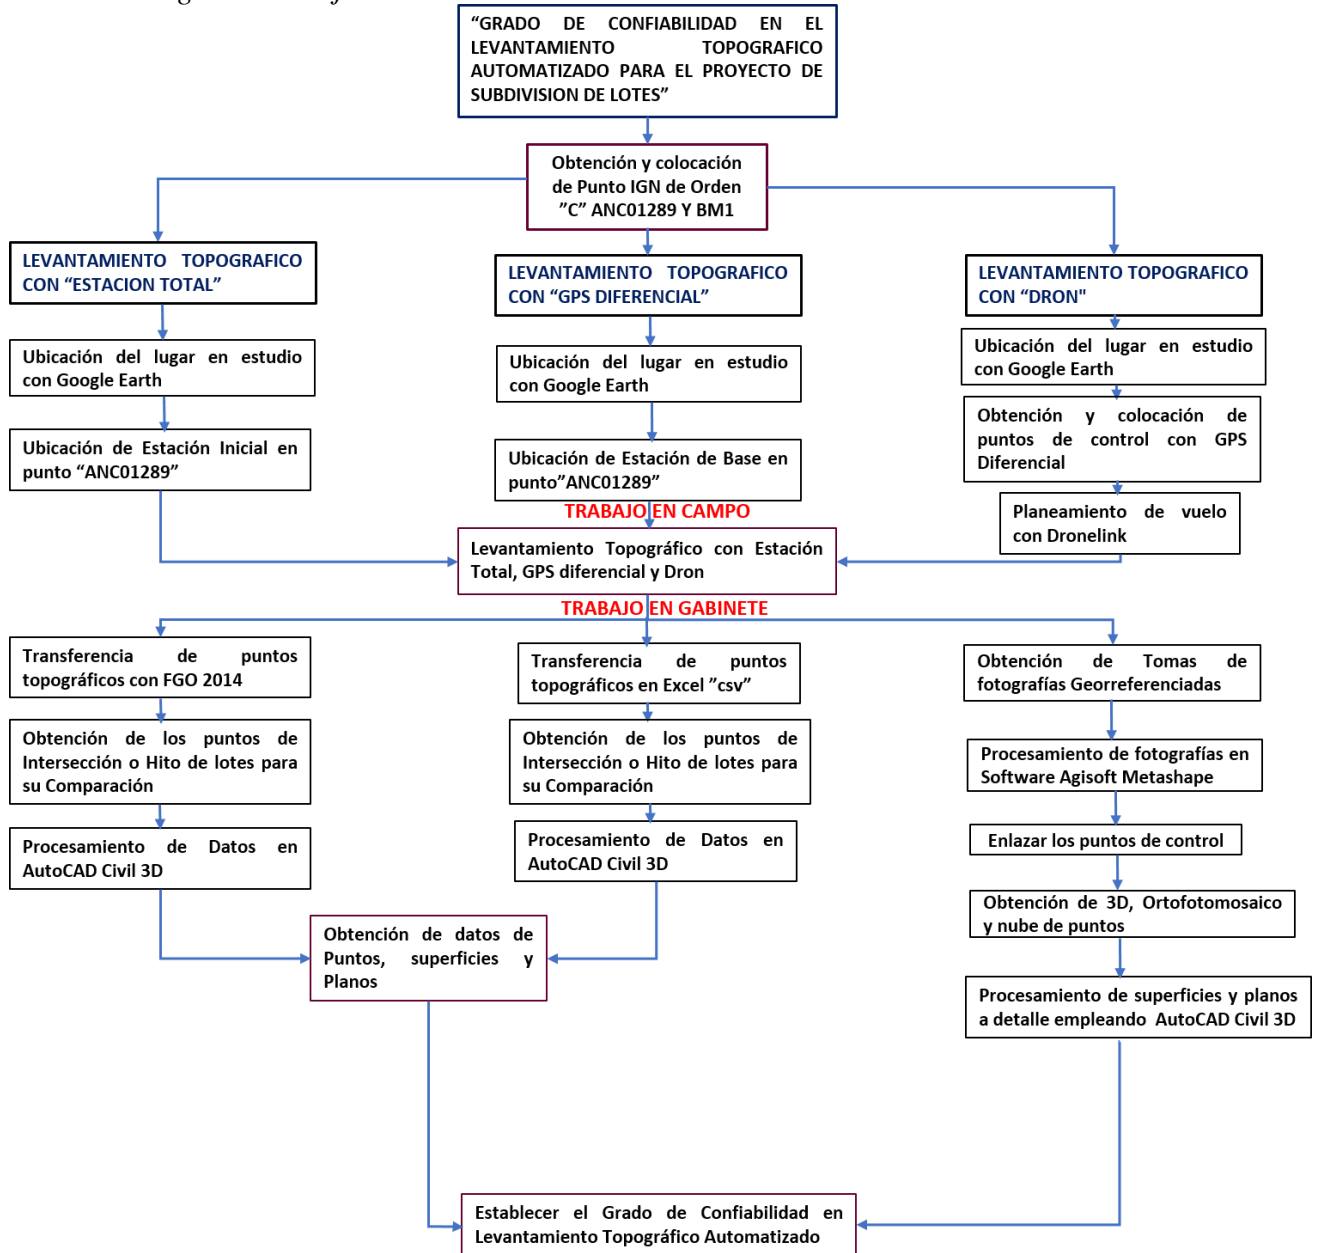 “GRADO DE CONFIABILIDAD EN EL
LEVANTAMIENTO TOPOGRAFICO
AUTOMATIZADO PARA EL PROYECTO DE
SUBDIVISION DE LOTES”
Obtención y colocación
de Punto IGN de Orden
”C” ANC01289 Y BM1
LEVANTAMIENTO TOPOGRAFICO
CON “ESTACION TOTAL”
LEVANTAMIENTO TOPOGRAFICO
CON “GPS DIFERENCIAL”
LEVANTAMIENTO TOPOGRAFICO
CON “DRON"
Ubicación del lugar en estudio
con Google Earth
Ubicación del lugar en estudio
con Google Earth
Ubicación del lugar en estudio
con Google Earth
Ubicación de Estación Inicial en
punto “ANC01289”
Ubicación de Estación de Base en
punto”ANC01289”
Obtención y colocación de
puntos de control con GPS
Diferencial
Planeamiento de vuelo
con Dronelink
TRABAJO EN CAMPO
Levantamiento Topográfico con Estación
Total, GPS diferencial y Dron
TRABAJO EN GABINETE
Transferencia de puntos
topográficos con FGO 2014
Transferencia de puntos
topográficos en Excel ”csv”
Obtención de Tomas de
fotografías Georreferenciadas
Obtención de los puntos de
Intersección o Hito de lotes para
su Comparación
Obtención de los puntos de
Intersección o Hito de lotes para
su Comparación
Procesamiento de fotografías en
Software Agisoft Metashape
Procesamiento de Datos en
AutoCAD Civil 3D
Procesamiento de Datos en
AutoCAD Civil 3D
Enlazar los puntos de control
Obtención de 3D, Ortofotomosaico
y nube de puntos
Obtención de datos de
Puntos, superficies y
Planos
Procesamiento de superficies y planos
a detalle empleando AutoCAD Civil 3D
Establecer el Grado de Confiabilidad en
Levantamiento Topográfico Automatizado